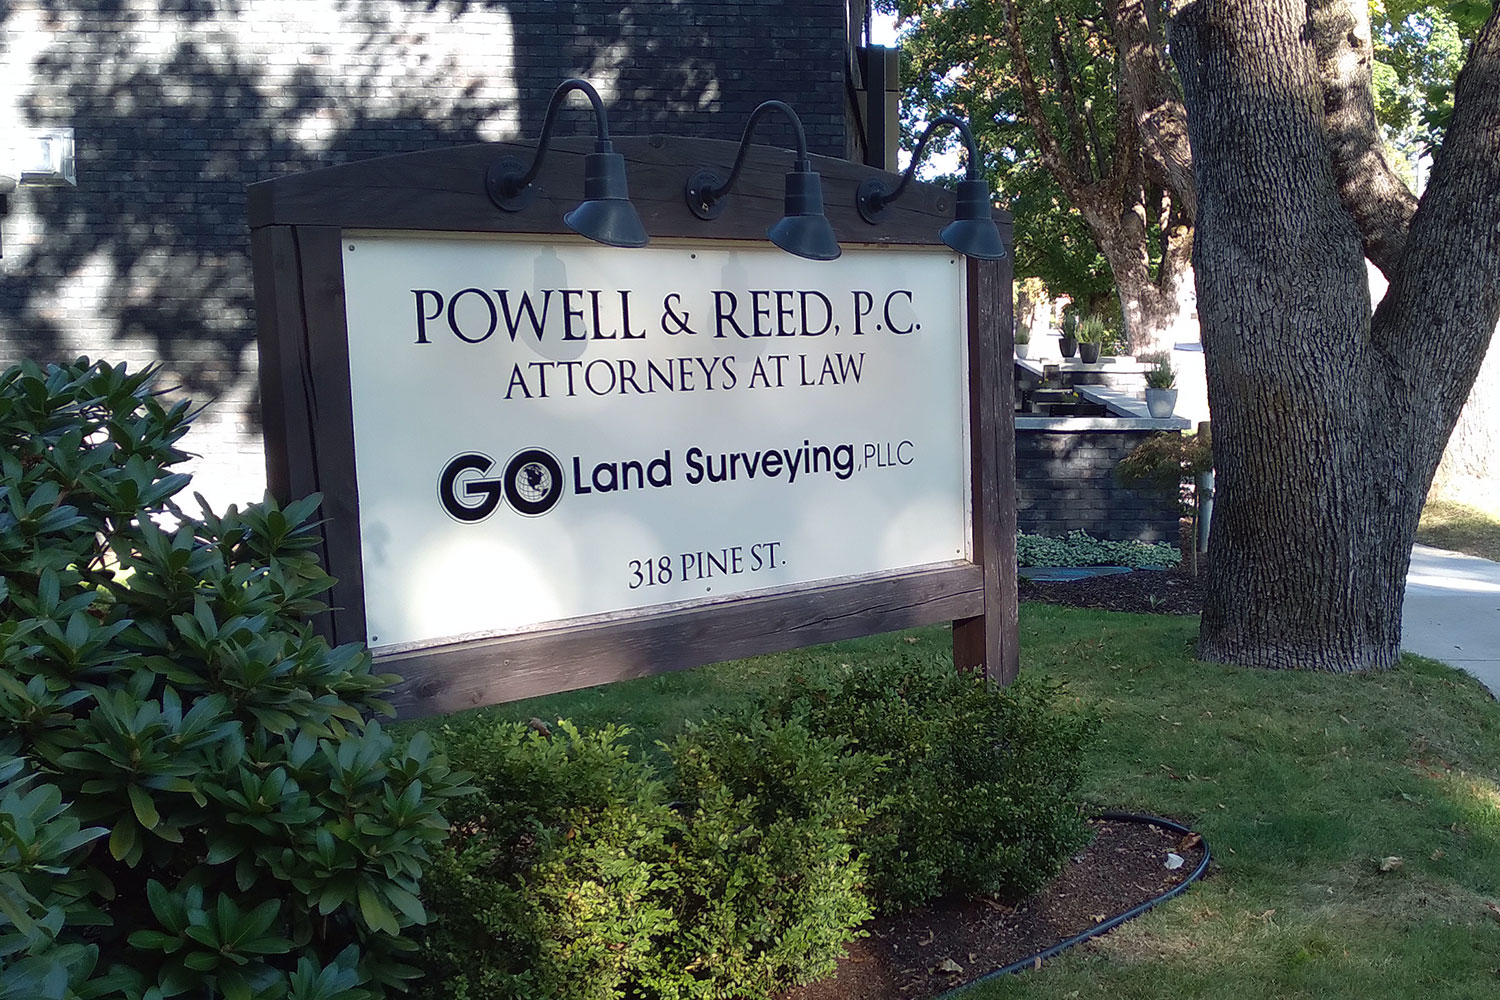 POWELL & REED, P.C.
ATTORNEYS AT LAW
GO Land Surveying, PLLC
318 PINE ST.